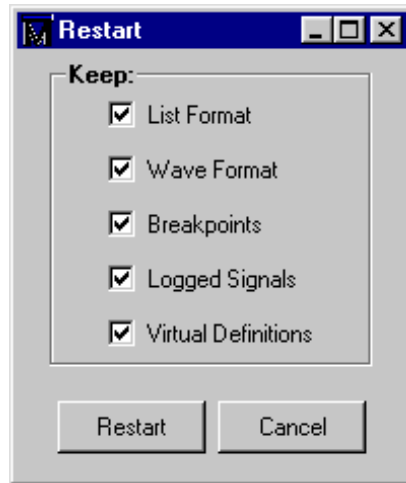 Restart
Keep:
List Format
Wave Format
Breakpoints
Logged Signals
Virtual Definitions
Restart Cancel